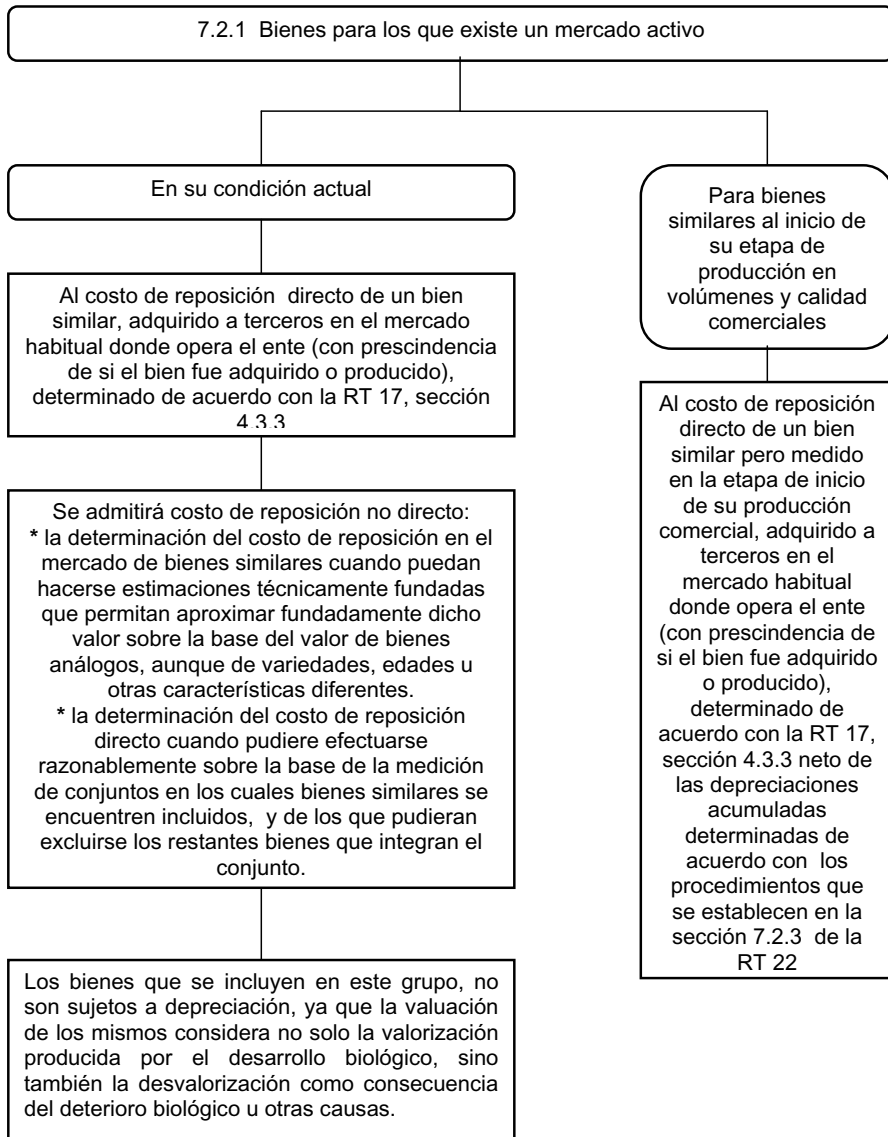 7.2.1 Bienes para los que existe un mercado activo
En su condición actual
Al costo de reposición directo de un bien
similar, adquirido a terceros en el mercado
habitual donde opera el ente (con prescindencia
de si el bien fue adquirido o producido),
determinado de acuerdo con la RT 17, sección
4.3.3
Se admitirá costo de reposición no directo:
* la determinación del costo de reposición en el
mercado de bienes similares cuando puedan
hacerse estimaciones técnicamente fundadas
que permitan aproximar fundadamente dicho
valor sobre la base del valor de bienes
análogos, aunque de variedades, edades u
otras características diferentes.
* la determinación del costo de reposición
directo cuando pudiere efectuarse
razonablemente sobre la base de la medición
de conjuntos en los cuales bienes similares se
encuentren incluidos, y de los que pudieran
excluirse los restantes bienes que integran el
conjunto.
Los bienes que se incluyen en este grupo, no
son sujetos a depreciación, ya que la valuación
de los mismos considera no solo la valorización
producida por el desarrollo biológico, sino
también la desvalorización como consecuencia
del deterioro biológico u otras causas.
Para bienes
similares al inicio de
su etapa de
producción en
volúmenes y calidad
comerciales
Al costo de reposición
directo de un bien
similar pero medido
en la etapa de inicio
de su producción
comercial, adquirido a
terceros en el
mercado habitual
donde opera el ente
(con prescindencia de
si el bien fue adquirido
o producido),
determinado de
acuerdo con la RT 17,
sección 4.3.3 neto de
las depreciaciones
acumuladas
determinadas de
acuerdo con los
procedimientos que
se establecen en la
sección 7.2.3 de la
RT 22